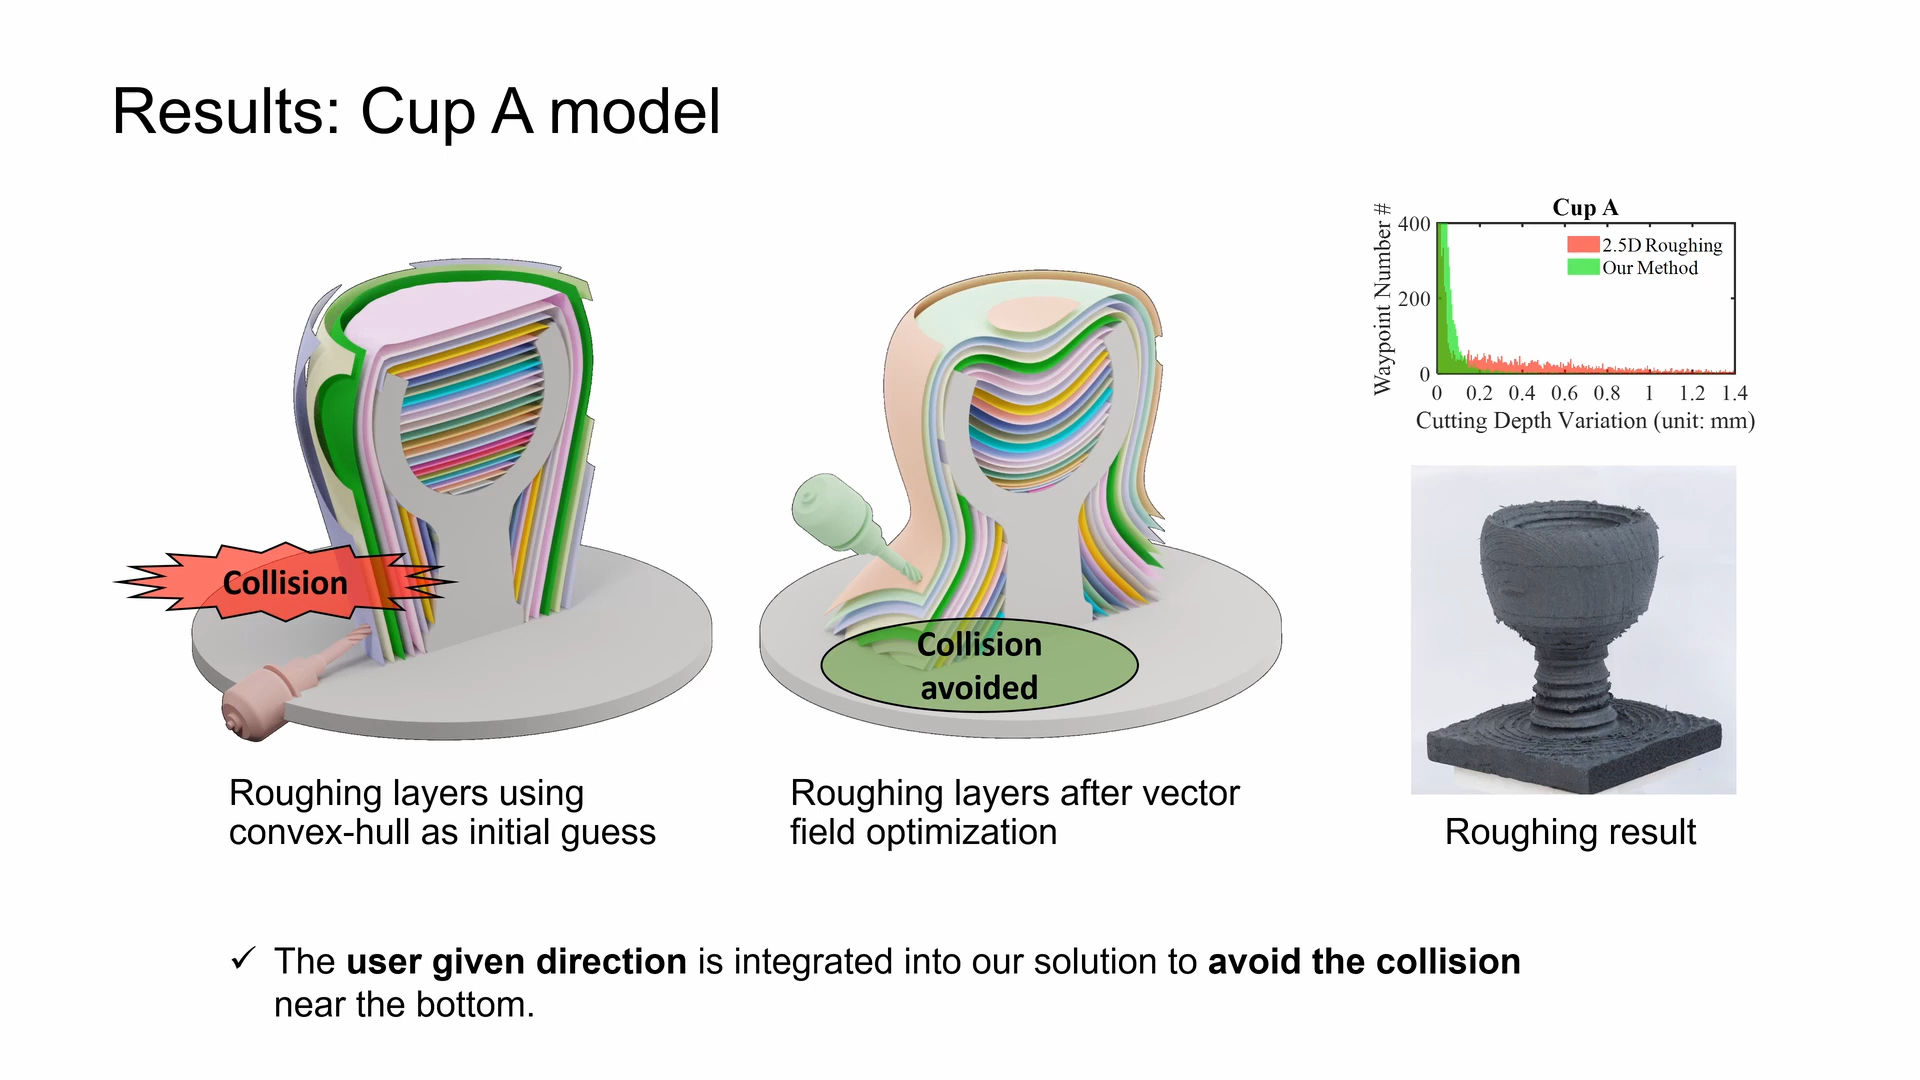 Results: Cup A model
Collision
Roughing layers using
convex-hull as initial guess
Collision
avoided
Roughing layers after vector
field optimization
Cup A
Waypoint Number #
400
200
0
2.5D Roughing
Our Method
0 0.2 0.4 0.6 0.8 1 1.2 1.4
Cutting Depth Variation (unit: mm)
Roughing result
✓ The user given direction is integrated into our solution to avoid the collision
near the bottom.